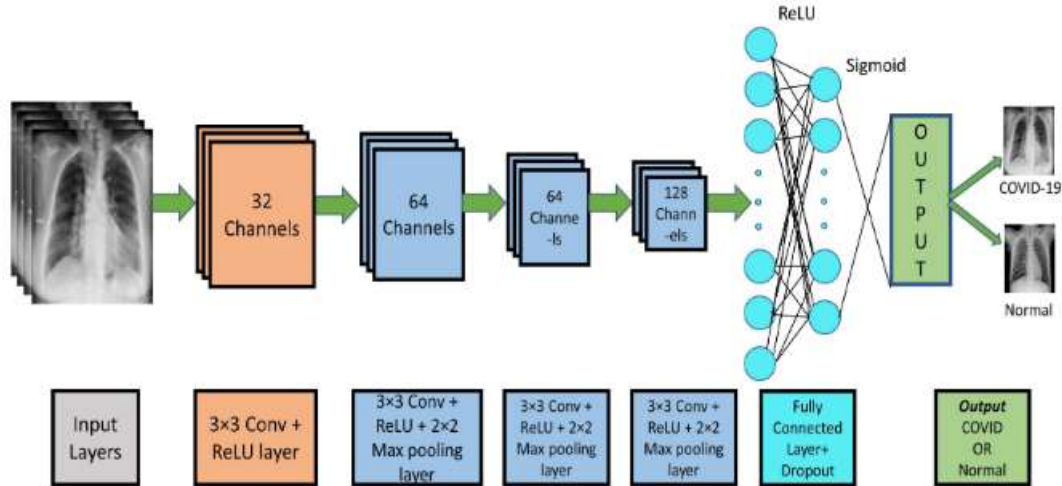 ReLU
Sigmoid
32
Channels
64
Channels
64
Channe
-ls
128
Chann
-els
O
U
T
P
U
T
COVID-19
Normal
Input
Layers
3×3 Conv +
ReLU layer
3×3 Conv +
ReLU + 2×2
Max pooling
layer
3×3 Conv +
ReLU + 2×2
Max pooling
layer
3×3 Conv +
ReLU + 2×2
Max pooling
layer
Fully
Connected
Layer+
Dropout
Output
COVID
OR
Normal